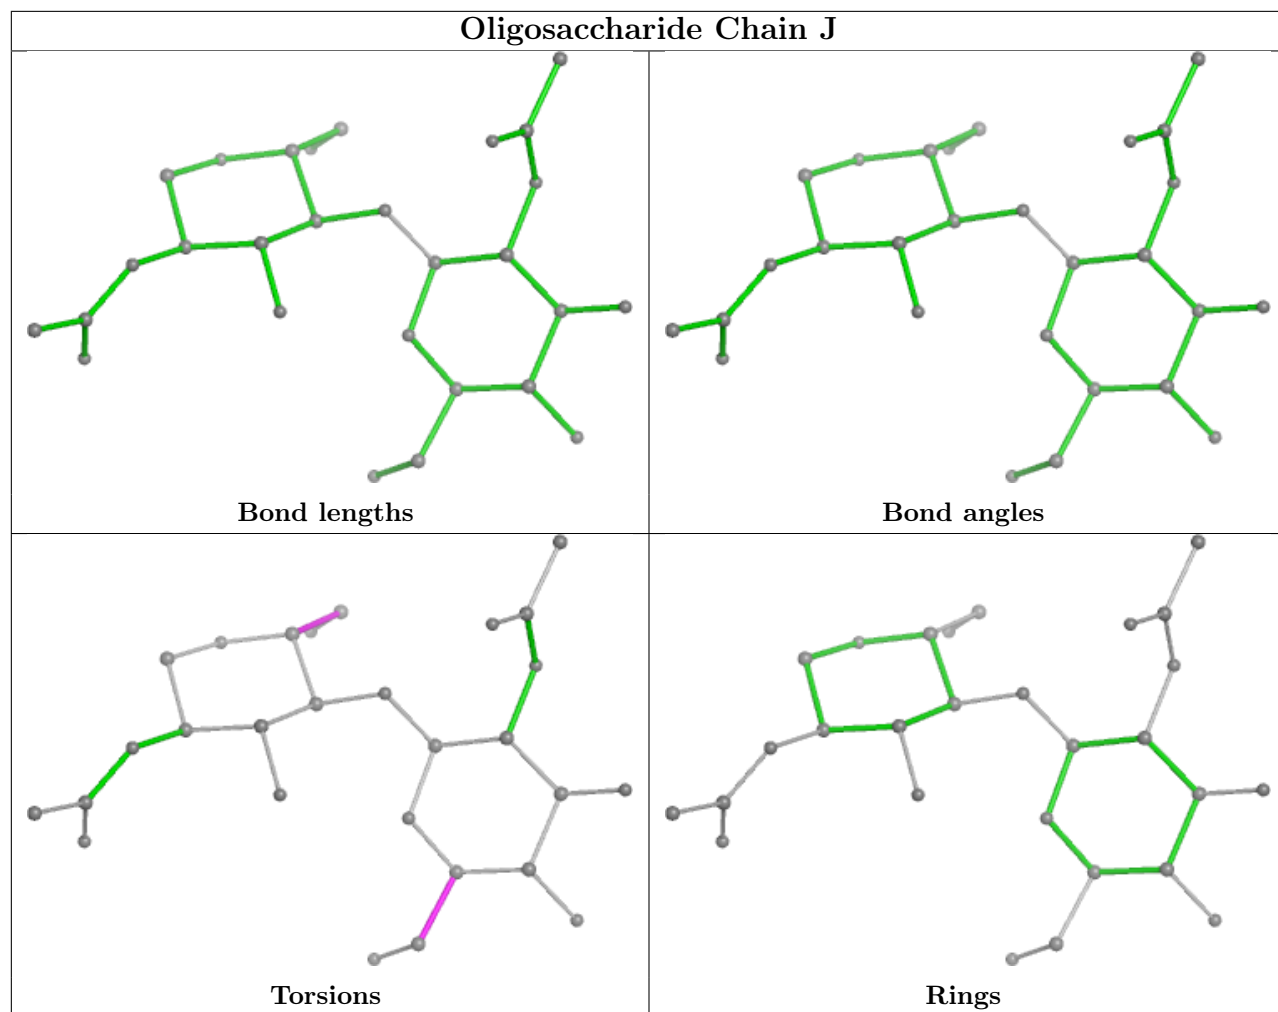 Oligosaccharide Chain J
Bond lengths
Bond angles
Torsions
Rings